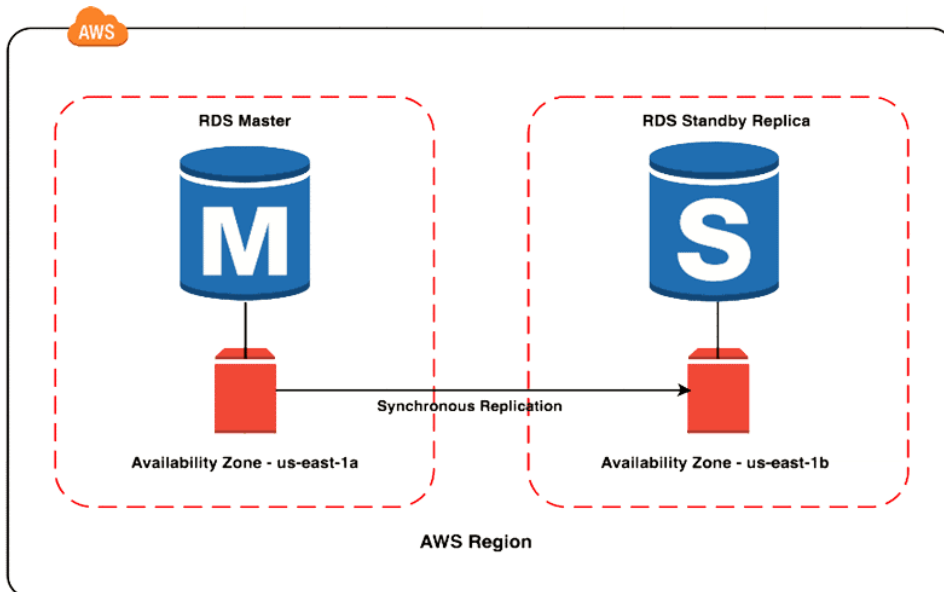 AWS
RDS Master
RDS Standby Replica
M
S
Synchronous Replication
Availability Zone - us-east-1a
Availability Zone - us-east-1b
AWS Region